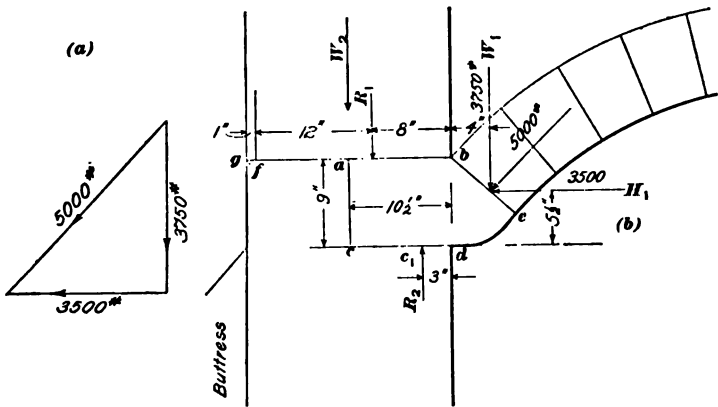 (a)
5000#
3750#
3500#
W2
R1
W1
3750#
1"
12"
8"
4"
5000#
g
f
a
b
9"
10½"
3500
H1
5½"
e
(b)
c
c1
d
3"
R2
Buttress